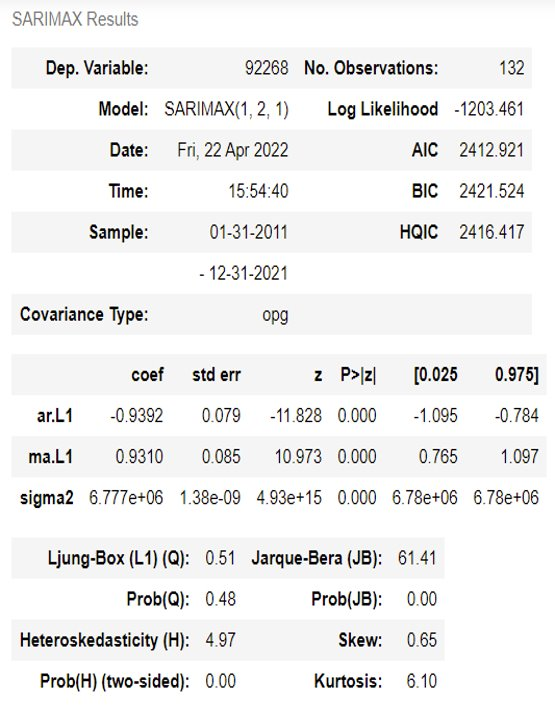 SARIMAX Results
Dep. Variable: 92268 No. Observations: 132
Model: SARIMAX(1, 2, 1) Log Likelihood -1203.461
Date: Fri, 22 Apr 2022 AIC 2412.921
Time: 15:54:40 BIC 2421.524
Sample: 01-31-2011 HQIC 2416.417
- 12-31-2021
Covariance Type: opg
coef std err z P>|z| [0.025 0.975]
ar.L1 -0.9392 0.079 -11.828 0.000 -1.095 -0.784
ma.L1 0.9310 0.085 10.973 0.000 0.765 1.097
sigma2 6.777e+06 1.38e-09 4.93e+15 0.000 6.78e+06 6.78e+06
Ljung-Box (L1) (Q): 0.51 Jarque-Bera (JB): 61.41
Prob(Q): 0.48 Prob(JB): 0.00
Heteroskedasticity (H): 4.97 Skew: 0.65
Prob(H) (two-sided): 0.00 Kurtosis: 6.10